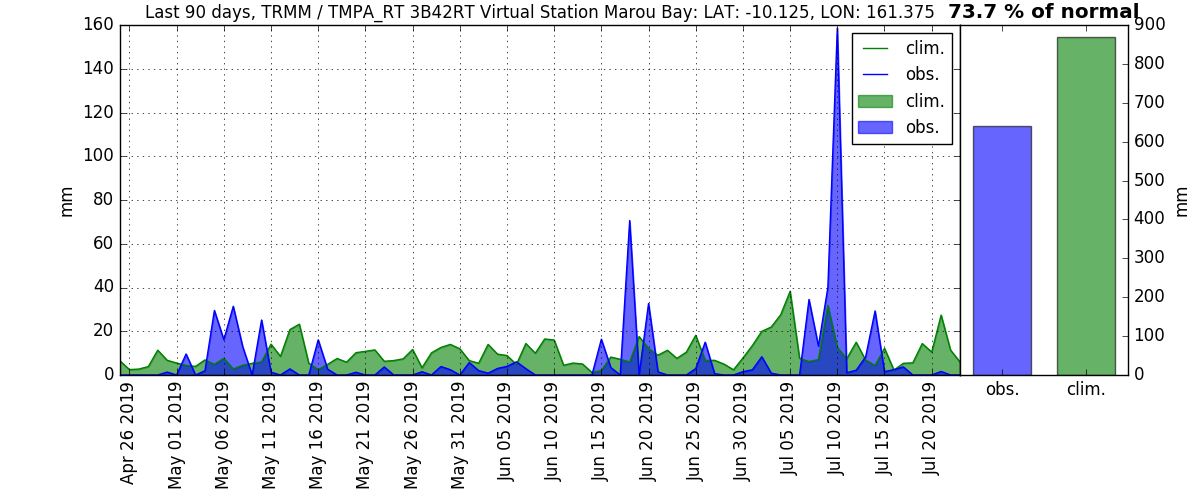 Last 90 days, TRMM / TMPA_RT 3B42RT Virtual Station Marou Bay: LAT: -10.125, LON: 161.375 73.7 % of normal
160
140
120
100
80
60
40
20
0
mm
clim.
obs.
clim.
obs.
Apr 26 2019
May 01 2019
May 06 2019
May 11 2019
May 16 2019
May 21 2019
May 26 2019
May 31 2019
Jun 05 2019
Jun 10 2019
Jun 15 2019
Jun 20 2019
Jun 25 2019
Jun 30 2019
Jul 05 2019
Jul 10 2019
Jul 15 2019
Jul 20 2019
obs.
clim.
900
800
700
600
500
400
300
200
100
0
mm